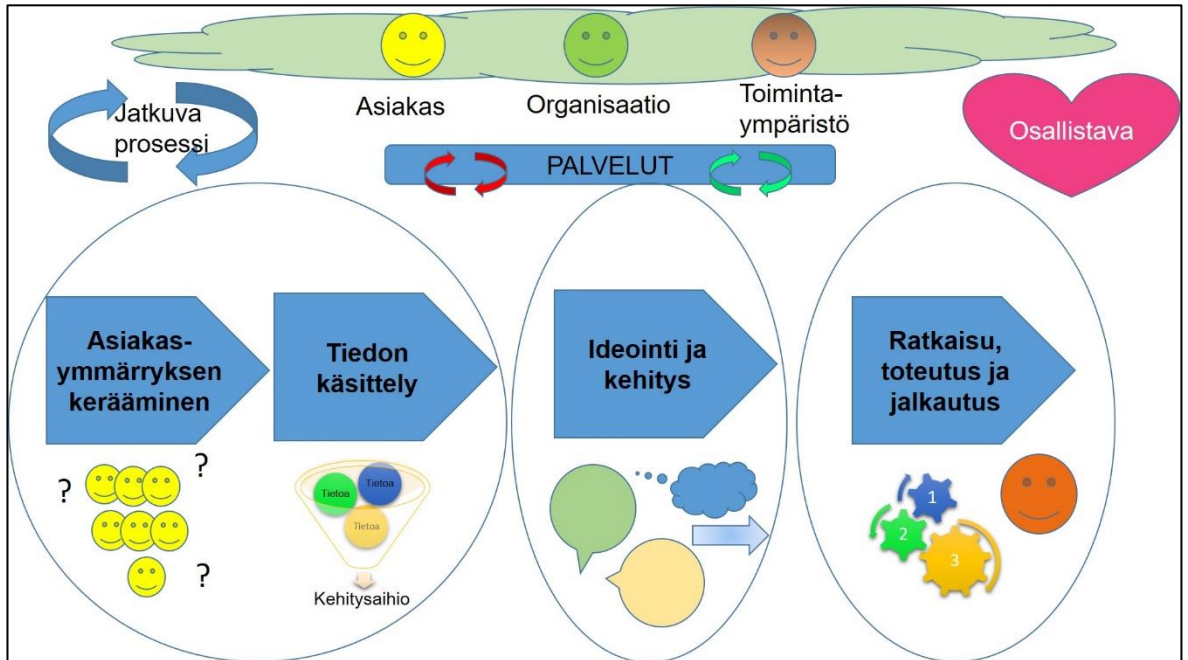 Jatkuva
prosessi
Asiakas
Organisaatio
Toiminta-
ympäristö
Osallistava
PALVELUT
Asiakas-
ymmärryksen
kerääminen
Tiedon
käsittely
Ideointi ja
kehitys
Ratkaisu,
toteutus ja
jalkautus
?
?
?
Tietoa
Tietoa
Tietoa
Kehitysaihio
1
2
3